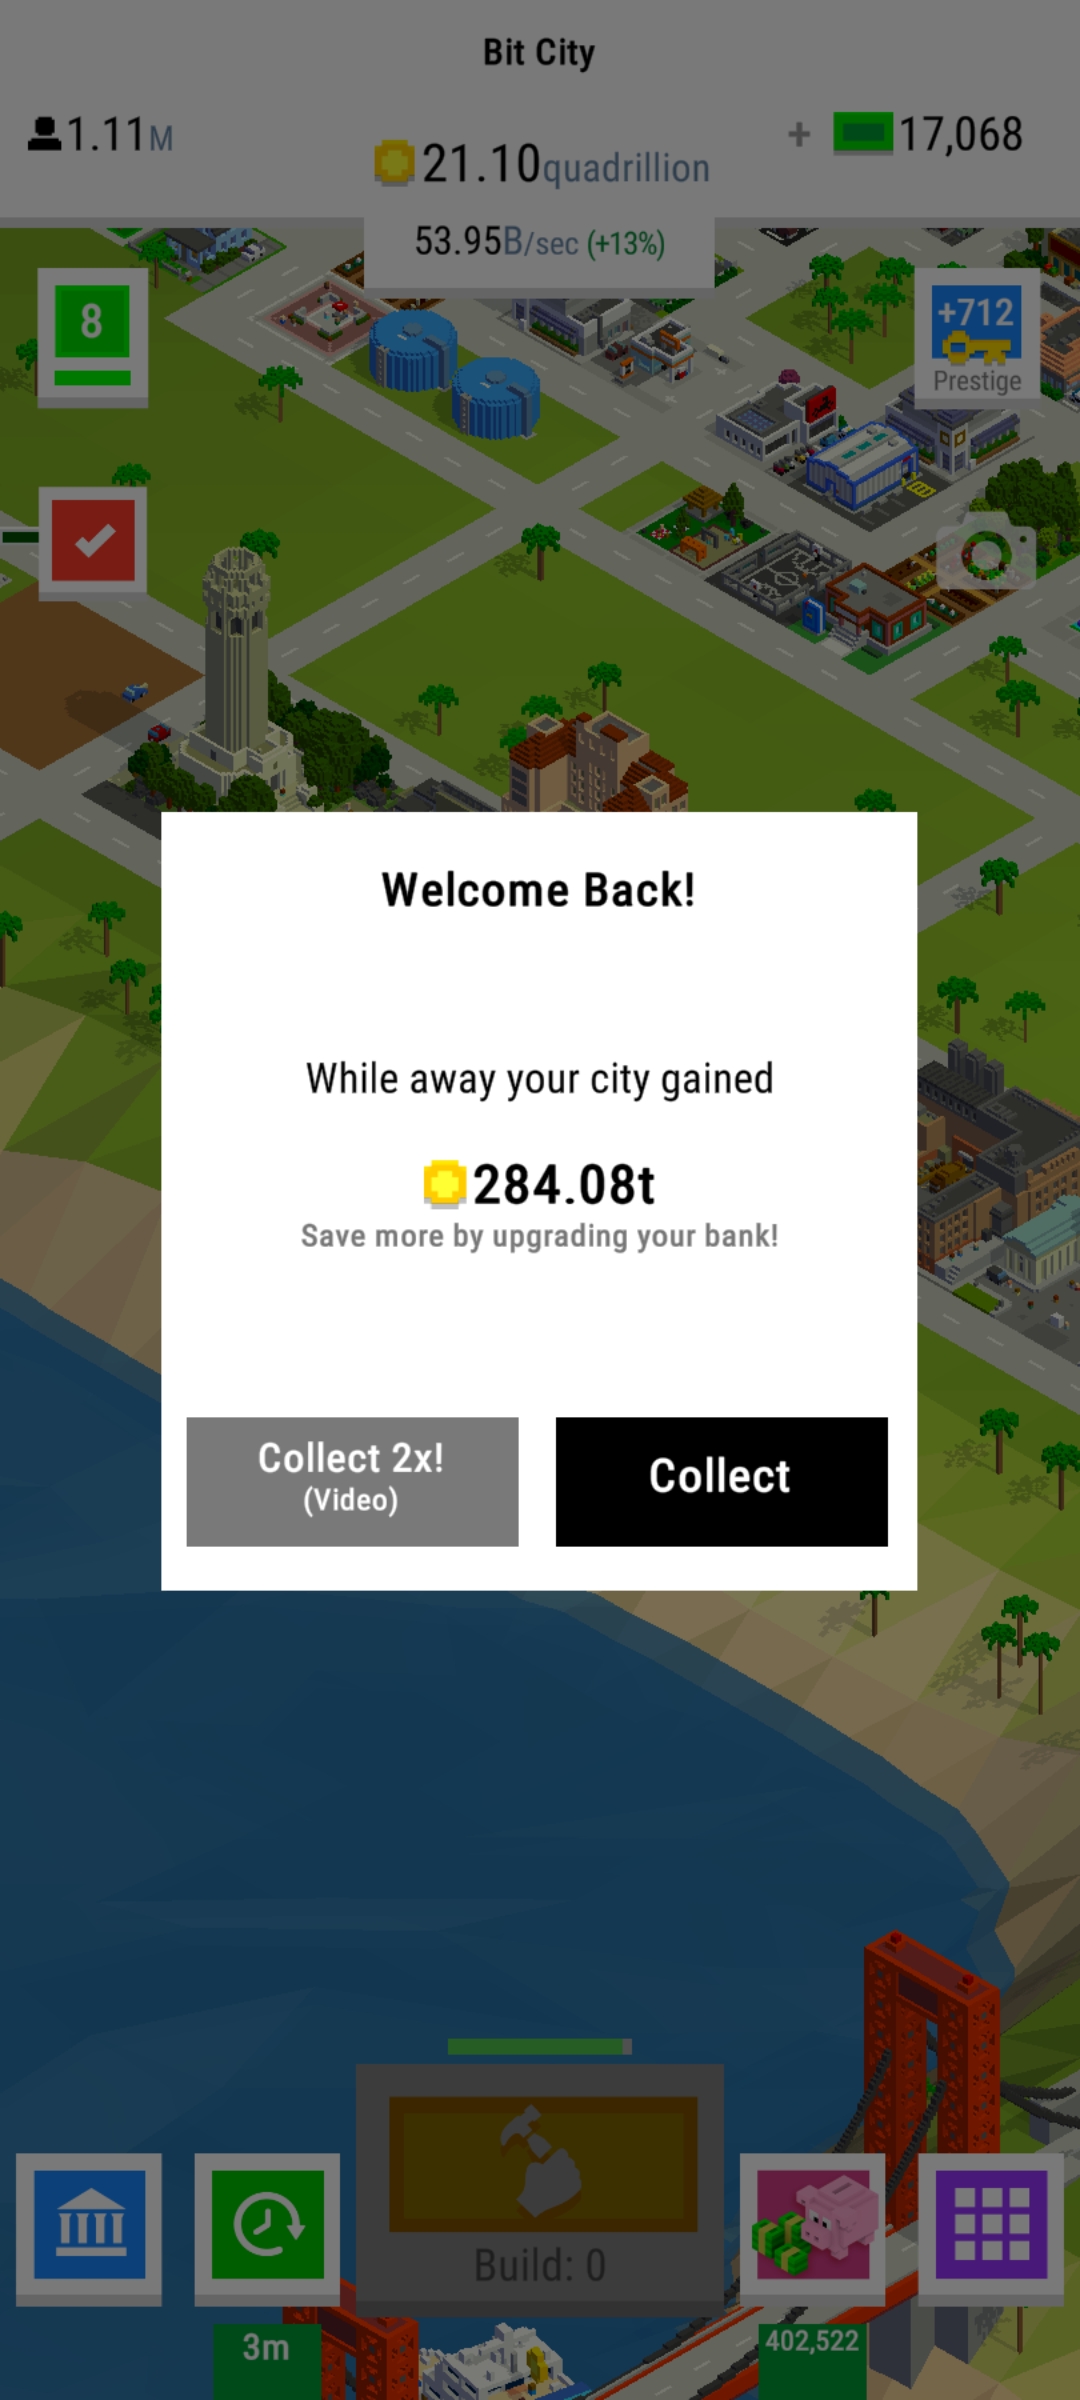 Bit City
1.11M
21.10quadrillion
+ 17,068
53.95B/sec (+13%)
8
+712
Prestige
Welcome Back!
While away your city gained
284.08t
Save more by upgrading your bank!
Collect 2x!
(Video)
Collect
Build: 0
3m
402,522